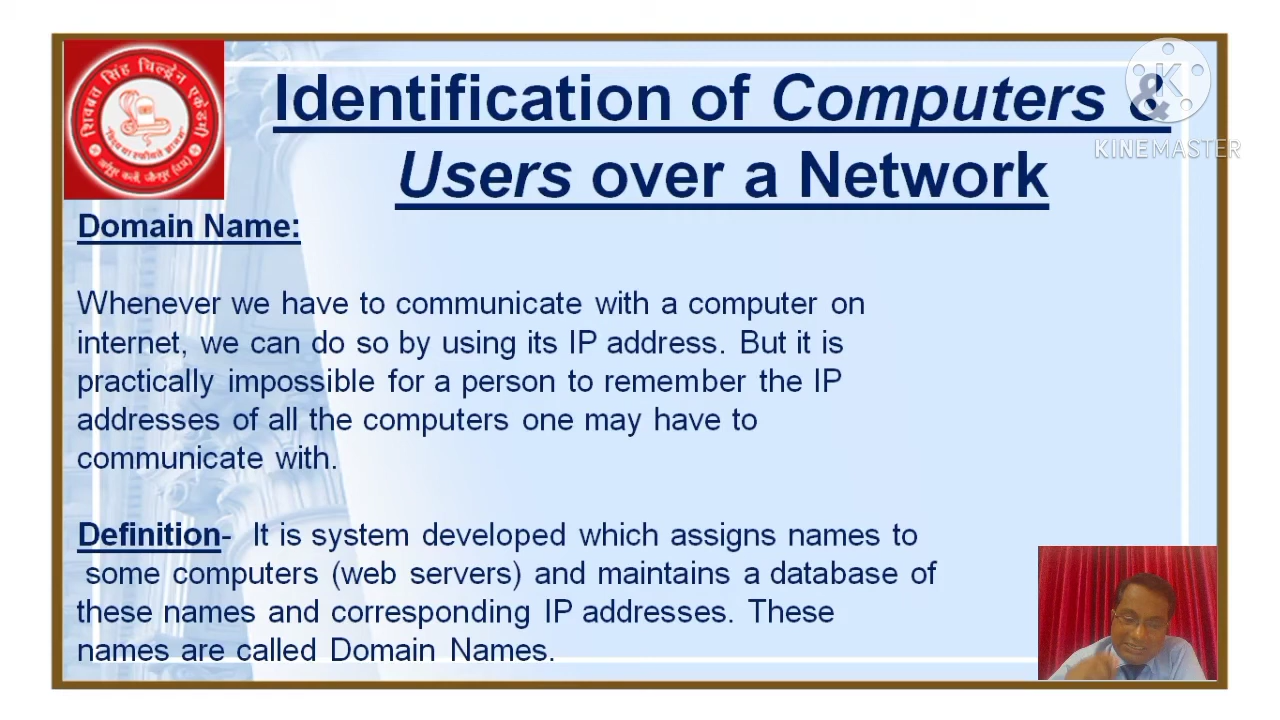 Identification of Computers &
Users over a Network
KINEMASTER
शिवबत सिंह चिल्ड्रेन एकेडमी
Domain Name:
Whenever we have to communicate with a computer on
internet, we can do so by using its IP address. But it is
practically impossible for a person to remember the IP
addresses of all the computers one may have to
communicate with.
Definition- It is system developed which assigns names to
some computers (web servers) and maintains a database of
these names and corresponding IP addresses. These
names are called Domain Names.